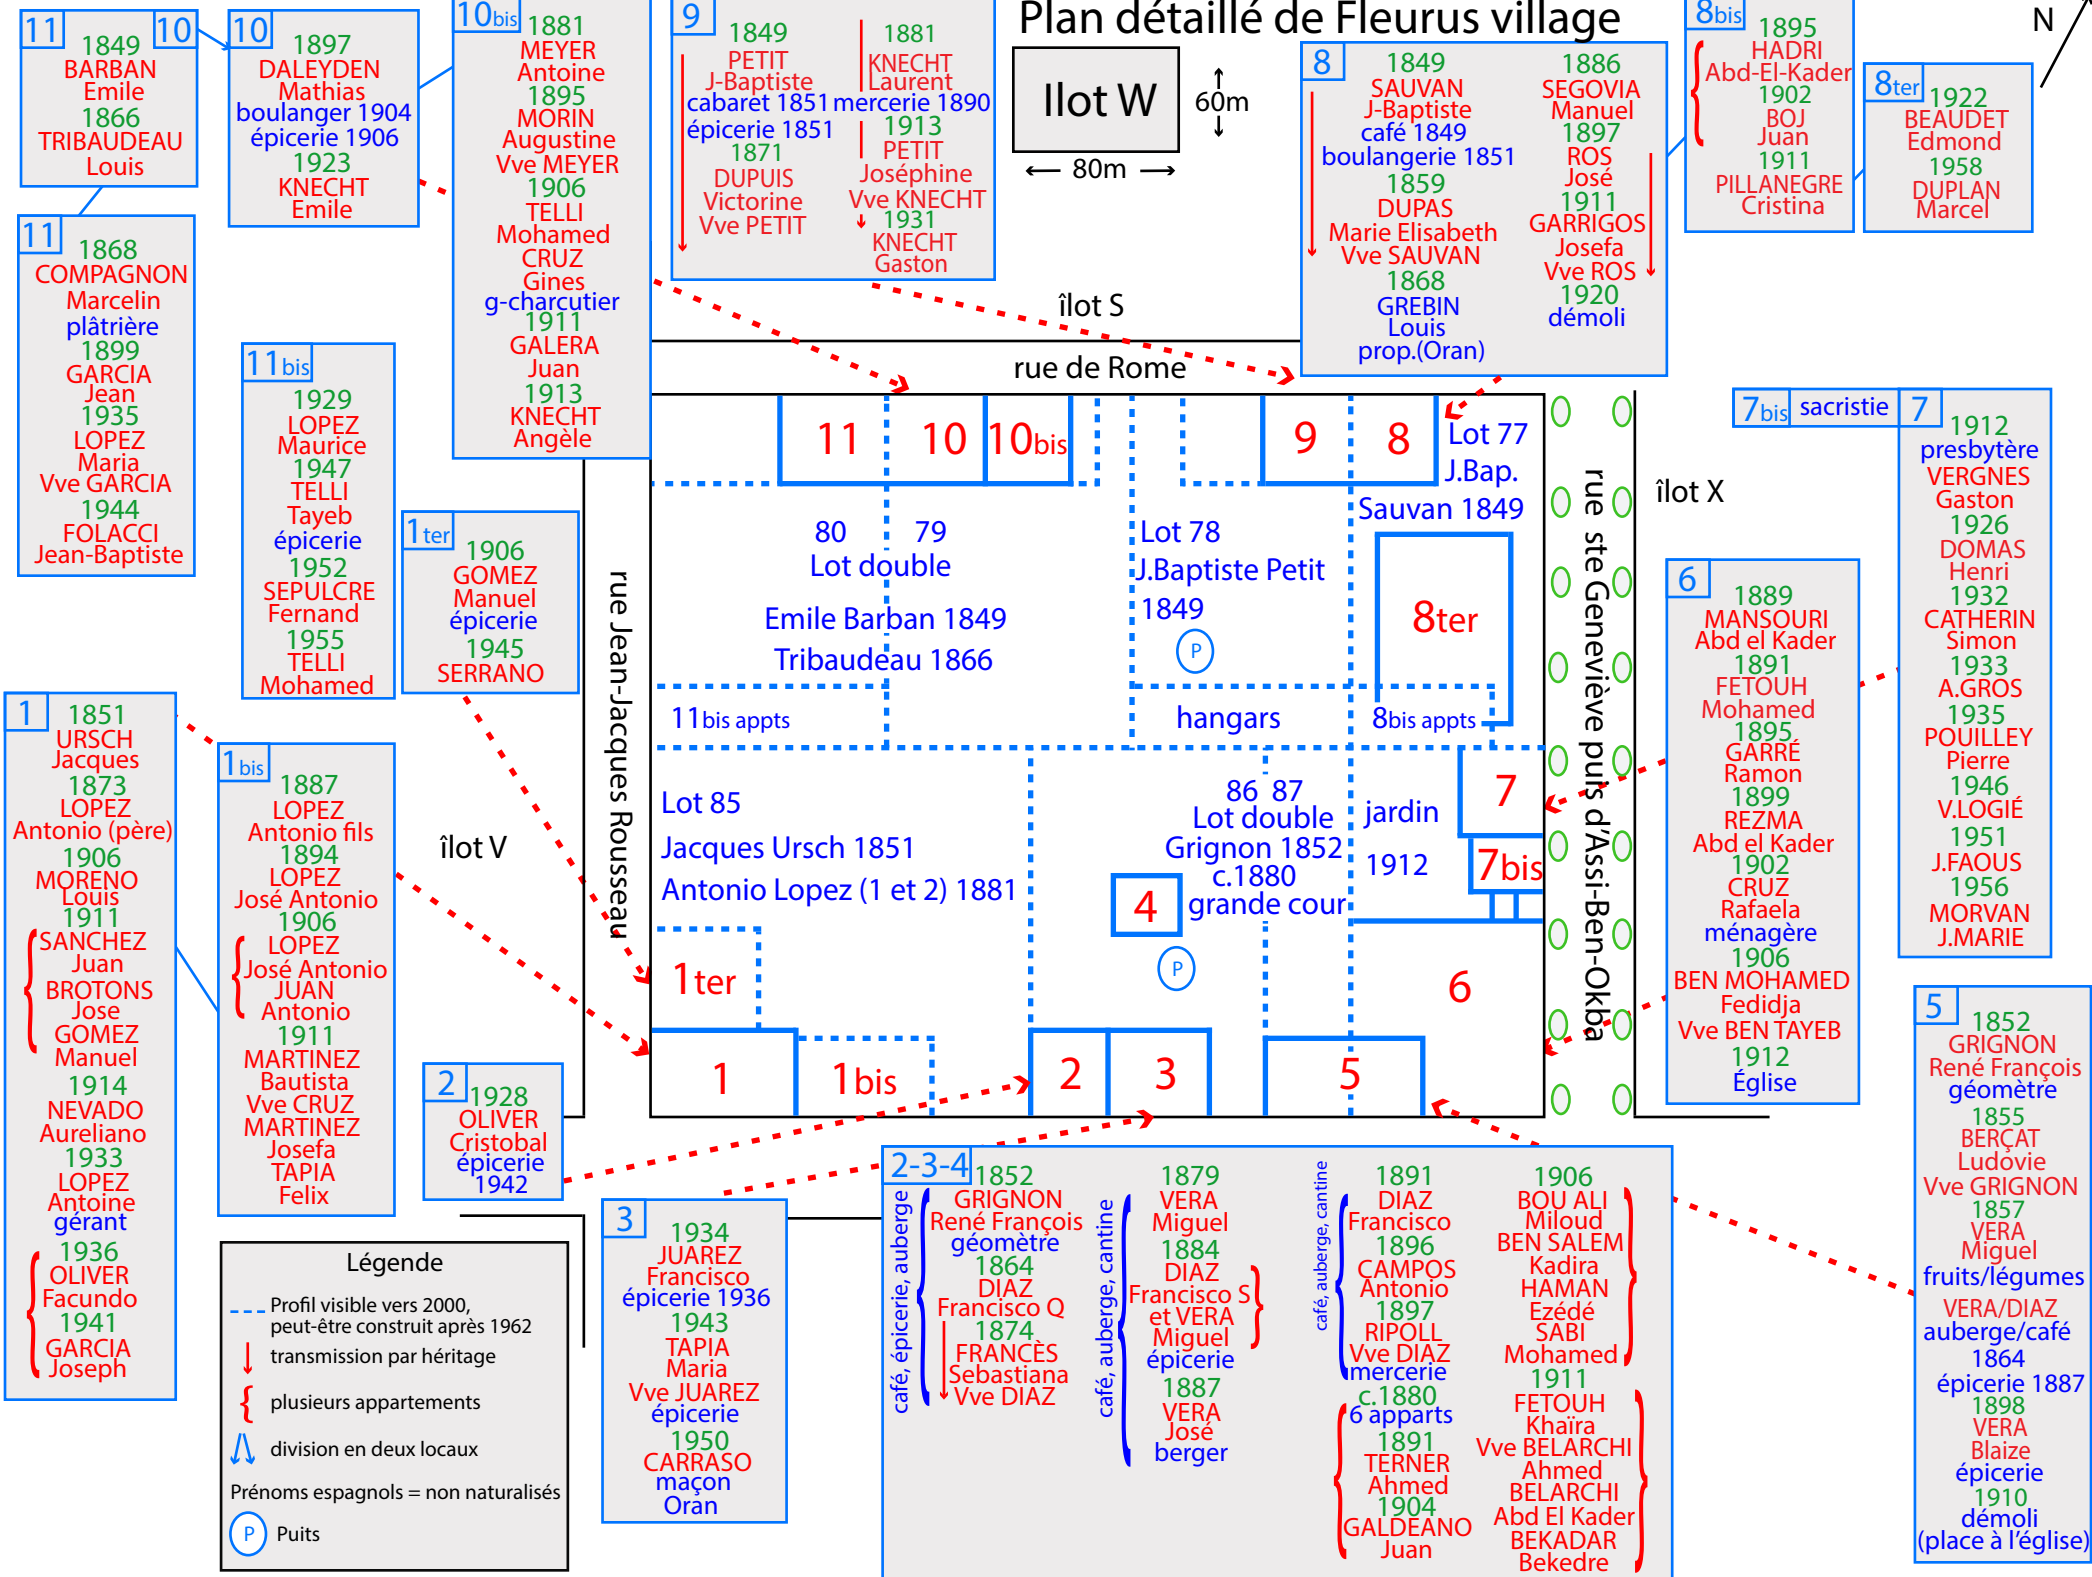 Plan détaillé de Fleurus village
N
Ilot W
60m
80m
11
10
1849
BARBAN
Emile
1866
TRIBAUDEAU
Louis
10
1897
DALEYDEN
Mathias
boulanger 1904
épicerie 1906
1923
KNECHT
Emile
10bis
1881
MEYER
Antoine
1895
MORIN
Augustine
Vve MEYER
1906
TELLI
Mohamed
CRUZ
Gines
g-charcutier
1911
GALERA
Juan
1913
KNECHT
Angèle
9
1849
PETIT
J-Baptiste
cabaret 1851
épicerie 1851
1871
DUPUIS
Victorine
Vve PETIT
1881
KNECHT
Laurent
mercerie 1890
1913
PETIT
Joséphine
Vve KNECHT
1931
KNECHT
Gaston
8
1849
SAUVAN
J-Baptiste
café 1849
boulangerie 1851
1859
DUPAS
Marie Elisabeth
Vve SAUVAN
1868
GREBIN
Louis
prop.(Oran)
1886
SEGOVIA
Manuel
1897
ROS
José
1911
GARRIGOS
Josefa
Vve ROS
1920
démoli
8bis
1895
HADRI
Abd-El-Kader
1902
BOJ
Juan
1911
PILLANEGRE
Cristina
8ter
1922
BEAUDET
Edmond
1958
DUPLAN
Marcel
11
1868
COMPAGNON
Marcelin
plâtrière
1899
GARCIA
Jean
1935
LOPEZ
Maria
Vve GARCIA
1944
FOLACCI
Jean-Baptiste
11bis
1929
LOPEZ
Maurice
1947
TELLI
Tayeb
épicerie
1952
SEPULCRE
Fernand
1955
TELLI
Mohamed
1ter
1906
GOMEZ
Manuel
épicerie
1945
SERRANO
îlot S
rue de Rome
11
10
10bis
9
8
Lot 77
J.Bap.
Sauvan 1849
80
79
Lot double
Emile Barban 1849
Tribaudeau 1866
Lot 78
J.Baptiste Petit
1849
P
8ter
11bis appts
hangars
8bis appts
rue Jean-Jacques Rousseau
rue ste Geneviève puis d'Assi-Ben-Okba
îlot X
îlot V
Lot 85
Jacques Ursch 1851
Antonio Lopez (1 et 2) 1881
86 87
Lot double
Grignon 1852
c.1880
grande cour
jardin
1912
7
7bis
4
P
6
1ter
1
1bis
2
3
5
7bis
sacristie
7
1912
presbytère
VERGNES
Gaston
1926
DOMAS
Henri
1932
CATHERIN
Simon
1933
A.GROS
1935
POUILLEY
Pierre
1946
V.LOGIÉ
1951
J.FAOUS
1956
MORVAN
J.MARIE
6
1889
MANSOURI
Abd el Kader
1891
FETOUH
Mohamed
1895
GARRÉ
Ramon
1899
REZMA
Abd el Kader
1902
CRUZ
Rafaela
ménagère
1906
BEN MOHAMED
Fedidja
Vve BEN TAYEB
1912
Église
1
1851
URSCH
Jacques
1873
LOPEZ
Antonio (père)
1906
MORENO
Louis
1911
SANCHEZ
Juan
BROTONS
Jose
GOMEZ
Manuel
1914
NEVADO
Aureliano
1933
LOPEZ
Antoine
gérant
1936
OLIVER
Facundo
1941
GARCIA
Joseph
1bis
1887
LOPEZ
Antonio fils
1894
LOPEZ
José Antonio
1906
LOPEZ
José Antonio
JUAN
Antonio
1911
MARTINEZ
Bautista
Vve CRUZ
MARTINEZ
Josefa
TAPIA
Felix
2
1928
OLIVER
Cristobal
épicerie
1942
3
1934
JUAREZ
Francisco
épicerie 1936
1943
TAPIA
Maria
Vve JUAREZ
épicerie
1950
CARRASO
maçon
Oran
2-3-4
café, épicerie, auberge
1852
GRIGNON
René François
géomètre
1864
DIAZ
Francisco Q
1874
FRANCÈS
Sebastiana
Vve DIAZ
café, auberge, cantine
1879
VERA
Miguel
1884
DIAZ
Francisco S
et VERA
Miguel
épicerie
1887
VERA
José
berger
café, auberge, cantine
1891
DIAZ
Francisco
1896
CAMPOS
Antonio
1897
RIPOLL
Vve DIAZ
mercerie
c.1880
6 apparts
1891
TERNER
Ahmed
1904
GALDEANO
Juan
1906
BOU ALI
Miloud
BEN SALEM
Kadira
HAMAN
Ezédé
SABI
Mohamed
1911
FETOUH
Khaïra
Vve BELARCHI
Ahmed
BELARCHI
Abd El Kader
BEKADAR
Bekedre
5
1852
GRIGNON
René François
géomètre
1855
BERÇAT
Ludovie
Vve GRIGNON
1857
VERA
Miguel
fruits/légumes
VERA/DIAZ
auberge/café
1864
épicerie 1887
1898
VERA
Blaize
épicerie
1910
démoli
(place à l'église)
Légende
Profil visible vers 2000,
peut-être construit après 1962
transmission par héritage
plusieurs appartements
division en deux locaux
Prénoms espagnols = non naturalisés
P
Puits